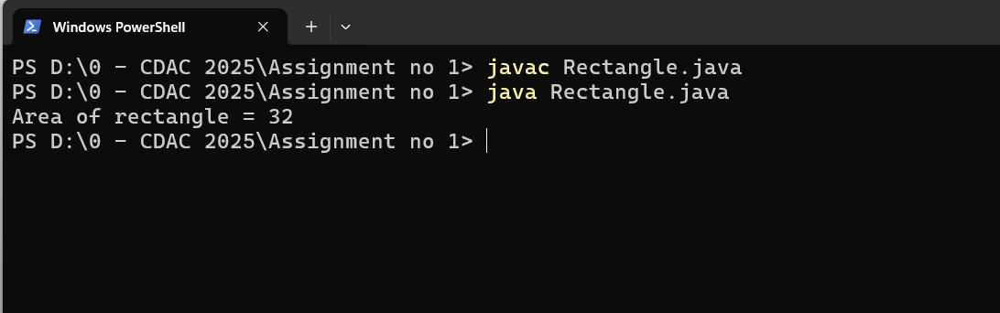 Windows PowerShell
PS D:\0 - CDAC 2025\Assignment no 1> javac Rectangle.java
PS D:\0 - CDAC 2025\Assignment no 1> java Rectangle.java
Area of rectangle = 32
PS D:\0 - CDAC 2025\Assignment no 1>